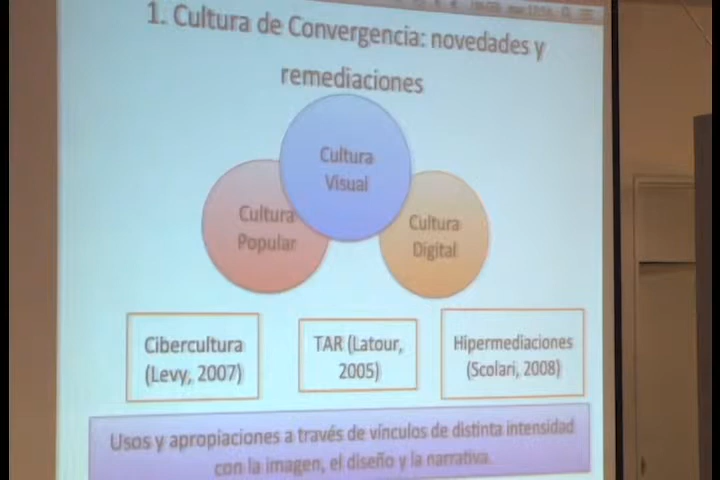 1. Cultura de Convergencia: novedades y
remediaciones
Cultura
Visual
Cultura
Popular
Cultura
Digital
Cibercultura
(Levy, 2007)
TAR (Latour,
2005)
Hipermediaciones
(Scolari, 2008)
Usos y apropiaciones a través de vínculos de distinta intensidad
con la imagen, el diseño y la narrativa.